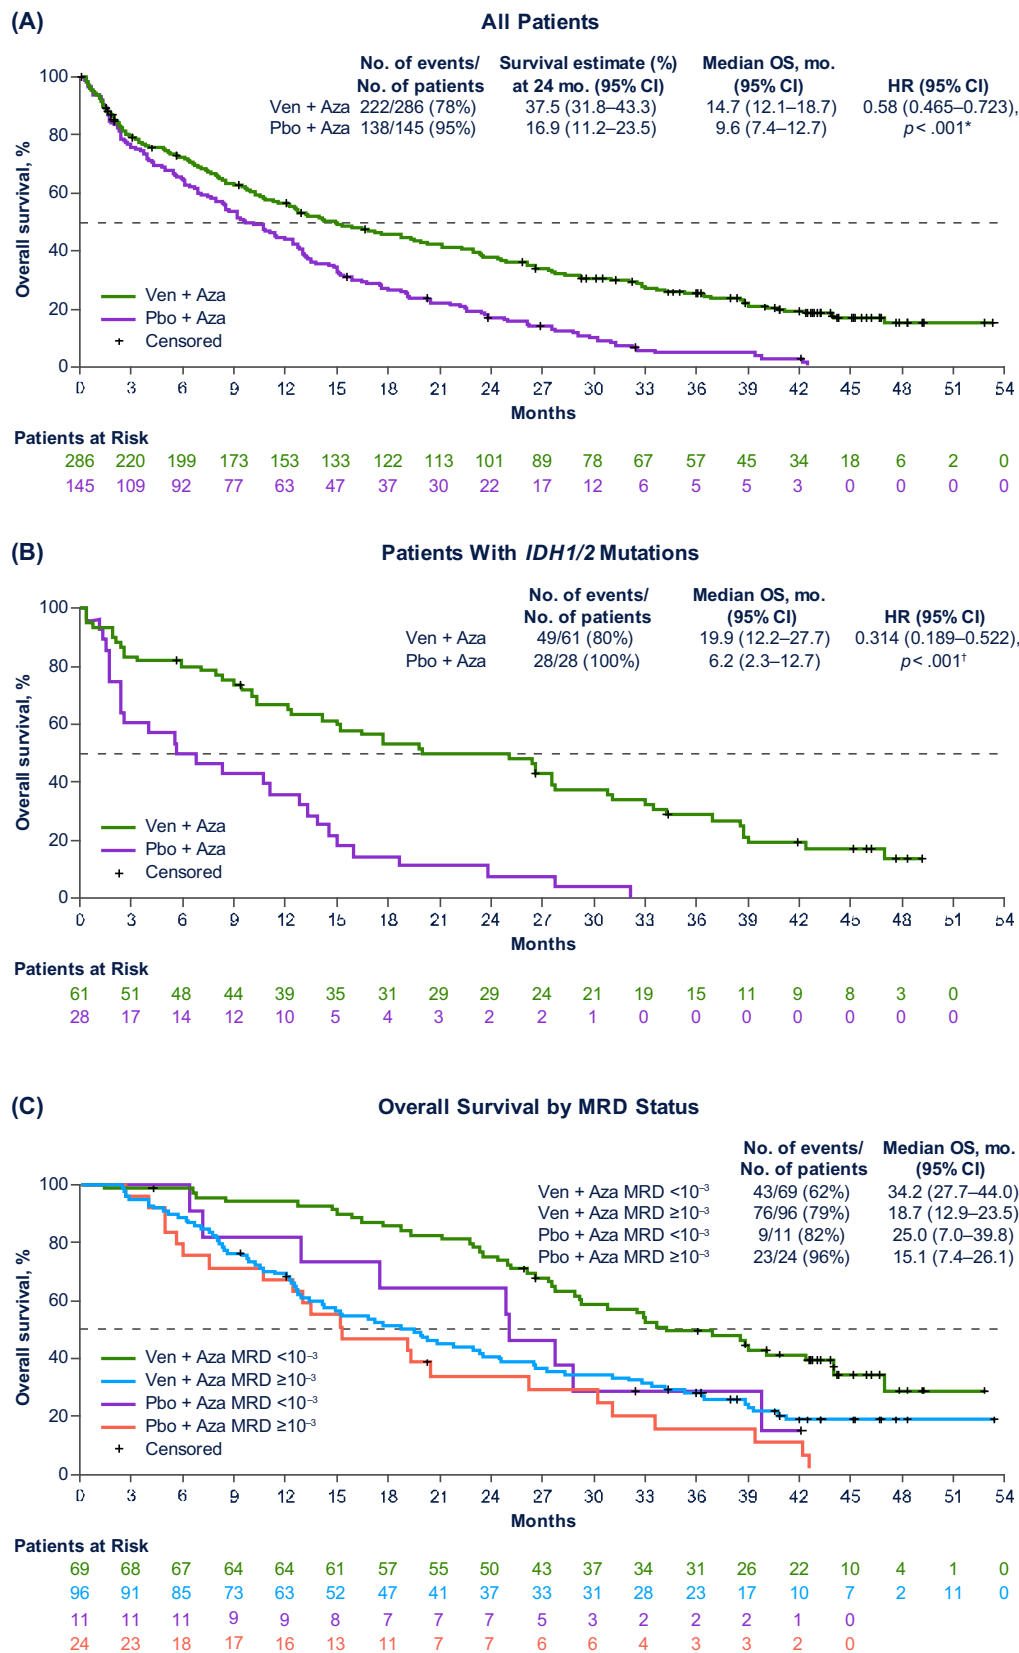 (A)
All Patients
No. of events/ Survival estimate (%) Median OS, mo.
No. of patients at 24 mo. (95% CI) (95% CI) HR (95% CI)
Ven + Aza 222/286 (78%) 37.5 (31.8–43.3) 14.7 (12.1–18.7) 0.58 (0.465–0.723),
Pbo + Aza 138/145 (95%) 16.9 (11.2–23.5) 9.6 (7.4–12.7) p < .001*
Overall survival, %
100
80
60
40
20
0
Ven + Aza
Pbo + Aza
Censored
0 3 6 9 12 15 18 21 24 27 30 33 36 39 42 45 48 51 54
Months
Patients at Risk
286 220 199 173 153 133 122 113 101 89 78 67 57 45 34 18 6 2 0
145 109 92 77 63 47 37 30 22 17 12 6 5 5 3 0 0 0 0
(B)
Patients With IDH1/2 Mutations
No. of events/ Median OS, mo.
No. of patients (95% CI) HR (95% CI)
Ven + Aza 49/61 (80%) 19.9 (12.2–27.7) 0.314 (0.189–0.522),
Pbo + Aza 28/28 (100%) 6.2 (2.3–12.7) p < .001†
Overall survival, %
100
80
60
40
20
0
Ven + Aza
Pbo + Aza
Censored
0 3 6 9 12 15 18 21 24 27 30 33 36 39 42 45 48 51 54
Months
Patients at Risk
61 51 48 44 39 35 31 29 29 24 21 19 15 11 9 8 3 0
28 17 14 12 10 5 4 3 2 2 1 0 0 0 0 0 0 0
(C)
Overall Survival by MRD Status
No. of events/ Median OS, mo.
No. of patients (95% CI)
Ven + Aza MRD <10⁻³ 43/69 (62%) 34.2 (27.7–44.0)
Ven + Aza MRD ≥10⁻³ 76/96 (79%) 18.7 (12.9–23.5)
Pbo + Aza MRD <10⁻³ 9/11 (82%) 25.0 (7.0–39.8)
Pbo + Aza MRD ≥10⁻³ 23/24 (96%) 15.1 (7.4–26.1)
Overall survival, %
100
80
60
40
20
0
Ven + Aza MRD <10⁻³
Ven + Aza MRD ≥10⁻³
Pbo + Aza MRD <10⁻³
Pbo + Aza MRD ≥10⁻³
Censored
0 3 6 9 12 15 18 21 24 27 30 33 36 39 42 45 48 51 54
Months
Patients at Risk
69 68 67 64 64 61 57 55 50 43 37 34 31 26 22 10 4 1 0
96 91 85 73 63 52 47 41 37 33 31 28 23 17 10 7 2 11 0
11 11 11 9 9 8 7 7 7 5 3 2 2 2 1 0
24 23 18 17 16 13 11 7 7 6 6 4 3 3 2 0